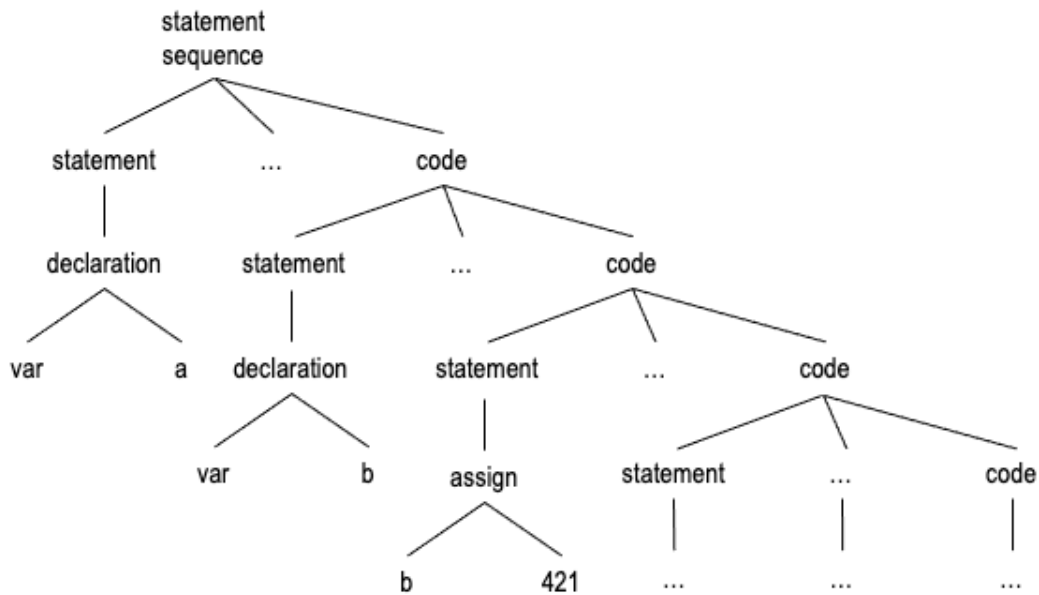 statement
sequence
statement … code
declaration statement … code
var a declaration statement … code
var b assign statement … code
b 421 … … …